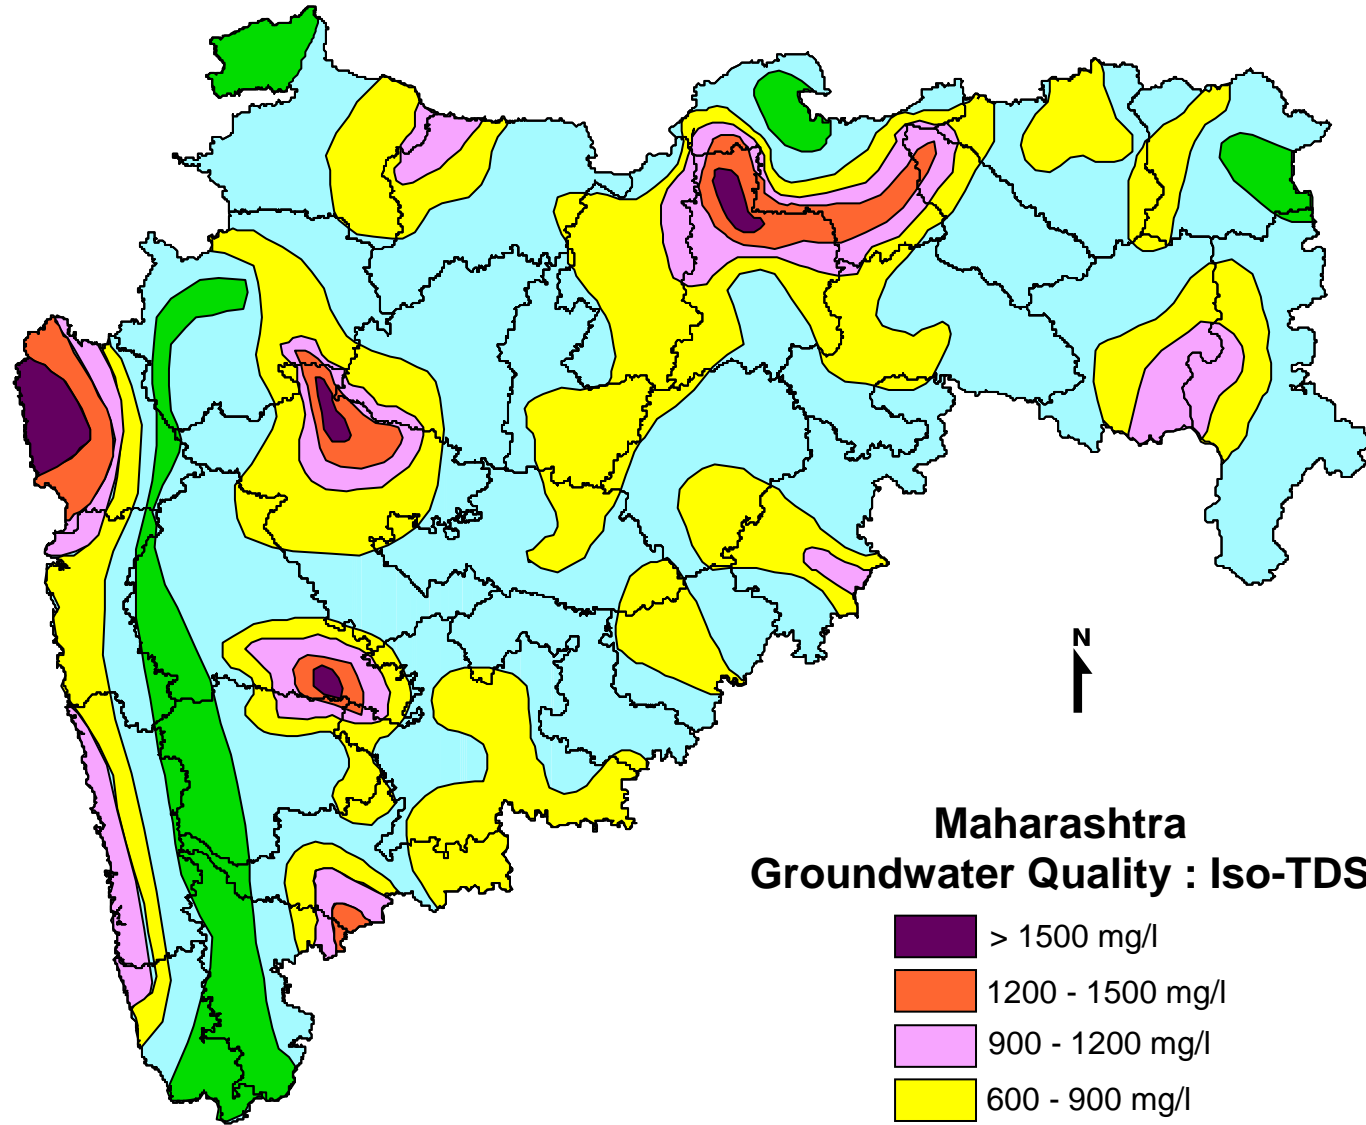 N
Maharashtra
Groundwater Quality : Iso-TDS
> 1500 mg/l
1200 - 1500 mg/l
900 - 1200 mg/l
600 - 900 mg/l